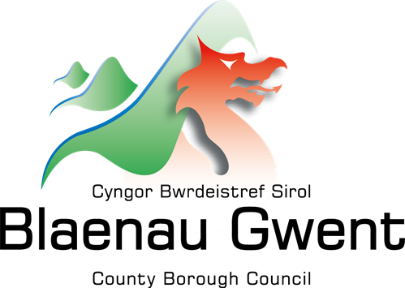 Cyngor Bwrdeistref Sirol
Blaenau Gwent
County Borough Council